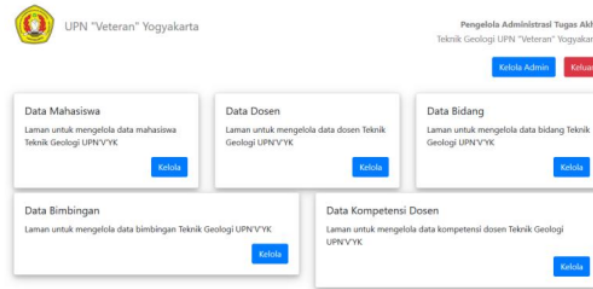 UPN "Veteran" Yogyakarta
Pengelola Administrasi Tugas Akh
Teknik Geologi UPN "Veteran" Yogyakar
Kelola Admin
Keluar
Data Mahasiswa
Laman untuk mengelola data mahasiswa
Teknik Geologi UPN'V'YK
Kelola
Data Dosen
Laman untuk mengelola data dosen Teknik
Geologi UPN'V'YK
Kelola
Data Bidang
Laman untuk mengelola data bidang Teknik
Geologi UPN'V'YK
Kelola
Data Bimbingan
Laman untuk mengelola data bimbingan Teknik Geologi UPN'V'YK
Kelola
Data Kompetensi Dosen
Laman untuk mengelola data kompetensi dosen Teknik Geologi
UPN'V'YK
Kelola